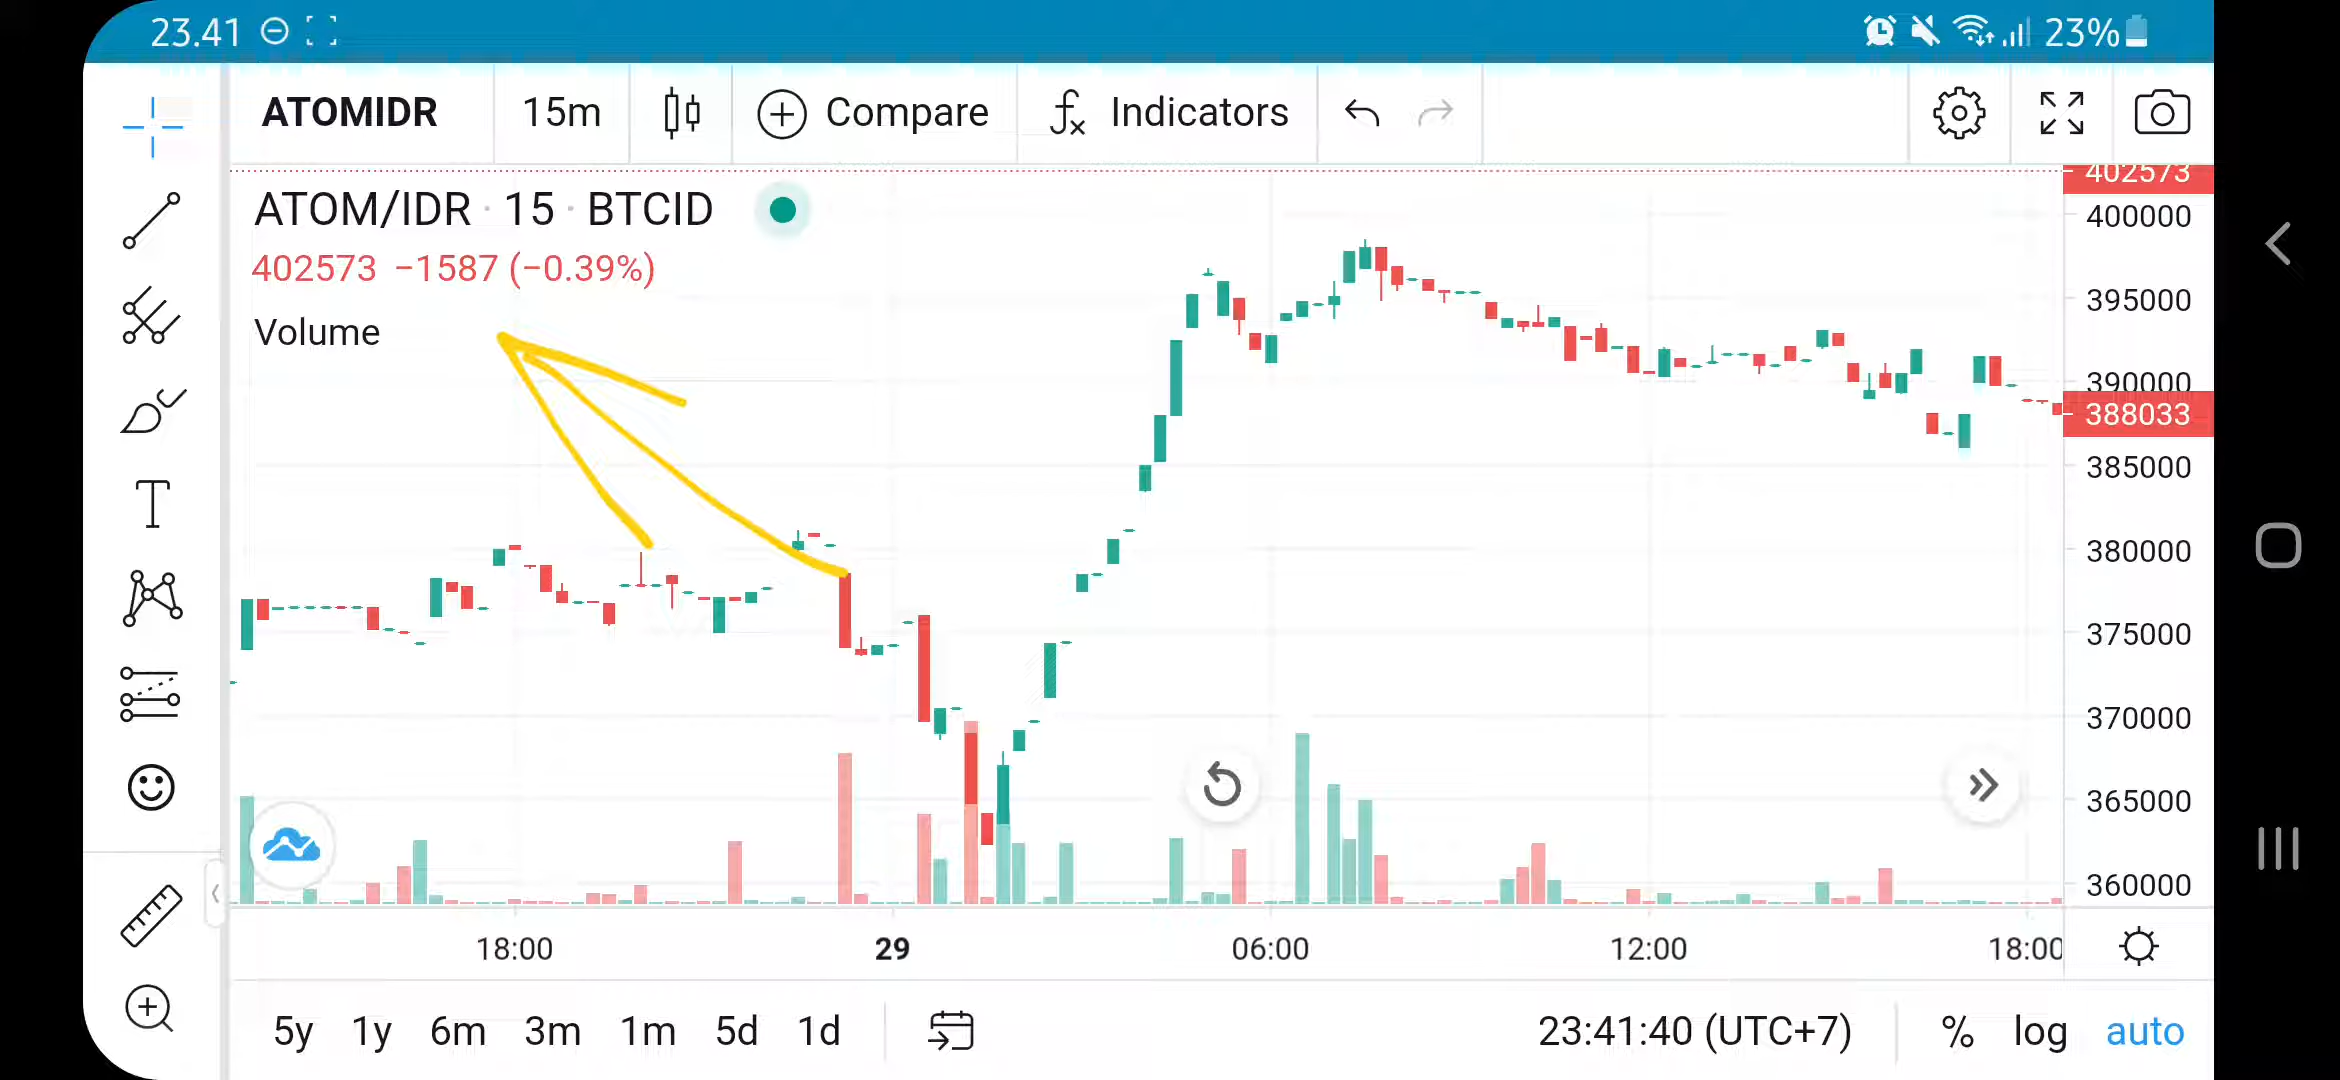 23.41
23%
ATOMIDR
15m
Compare
Indicators
ATOM/IDR · 15 · BTCID
402573 −1587 (−0.39%)
Volume
402573
400000
395000
390000
388033
385000
380000
375000
370000
365000
360000
18:00
29
06:00
12:00
18:00
5y
1y
6m
3m
1m
5d
1d
23:41:40 (UTC+7)
%
log
auto